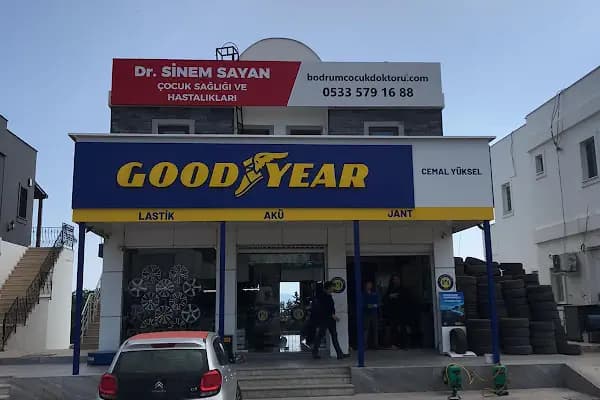 Dr. SİNEM SAYAN
ÇOCUK SAĞLIĞI VE
HASTALIKLARI
bodrumcocukdoktoru.com
0533 579 16 88
GOODYEAR
CEMAL YÜKSEL
LASTİK AKÜ JANT